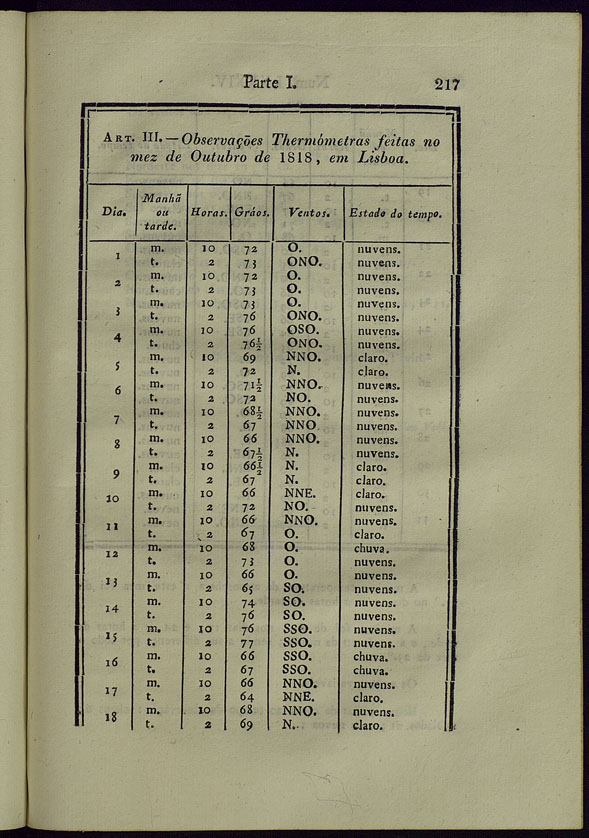 Parte I. 217
ART. III. — Observações Thermómetras feitas no
mez de Outubro de 1818, em Lisboa.
Dia. Manhã ou tarde. Horas. Gráos. Ventos. Estado do tempo.
1 m. 10 72 O. nuvens.
t. 2 73 ONO. nuvens.
2 m. 10 72 O. nuvens.
t. 2 73 O. nuvens.
3 m. 10 73 O. nuvens.
t. 2 76 ONO. nuvens.
4 m. 10 76 OSO. nuvens.
t. 2 76½ ONO. nuvens.
5 m. 10 69 NNO. claro.
t. 2 72 N. claro.
6 m. 10 71½ NNO. nuvens.
t. 2 72 NO. nuvens.
7 m. 10 68½ NNO. nuvens.
t. 2 67 NNO. nuvens.
8 m. 10 66 NNO. nuvens.
t. 2 67½ N. nuvens.
9 m. 10 66½ N. claro.
t. 2 67 N. claro.
10 m. 10 66 NNE. claro.
t. 2 72 NO. nuvens.
11 m. 10 66 NNO. nuvens.
t. 2 67 O. claro.
12 m. 10 68 O. chuva.
t. 2 73 O. nuvens.
13 m. 10 66 O. nuvens.
t. 2 65 SO. nuvens.
14 m. 10 74 SO. nuvens.
t. 2 76 SO. nuvens.
15 m. 10 76 SSO. nuvens.
t. 2 77 SSO. nuvens.
16 m. 10 66 SSO. chuva.
t. 2 67 SSO. chuva.
17 m. 10 66 NNO. nuvens.
t. 2 64 NNE. claro.
18 m. 10 68 NNO. nuvens.
t. 2 69 N. claro.